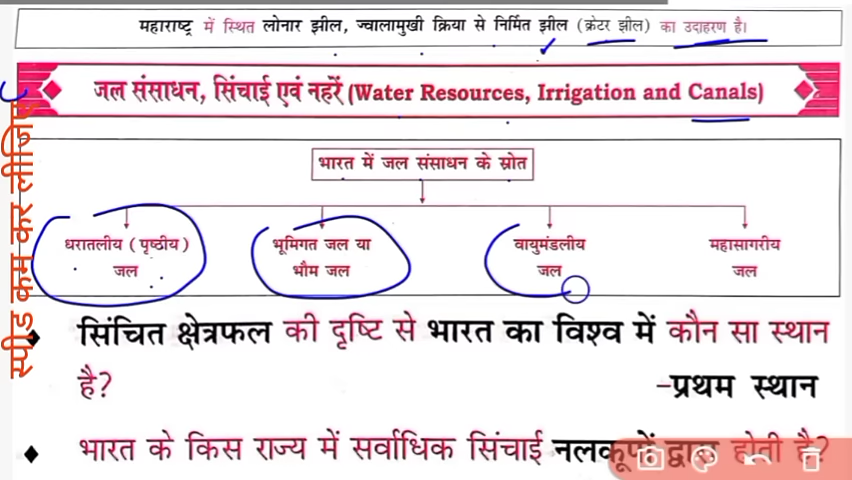 महाराष्ट्र में स्थित लोनार झील, ज्वालामुखी क्रिया से निर्मित झील (क्रेटर झील) का उदाहरण है।
जल संसाधन, सिंचाई एवं नहरें (Water Resources, Irrigation and Canals)
भारत में जल संसाधन के स्रोत
धरातलीय (पृष्ठीय) जल
भूमिगत जल या भौम जल
वायुमंडलीय जल
महासागरीय जल
सिंचित क्षेत्रफल की दृष्टि से भारत का विश्व में कौन सा स्थान
है? -प्रथम स्थान
भारत के किस राज्य में सर्वाधिक सिंचाई नलकूपों द्वारा होती है?
स्पीड कम कर लीजिए